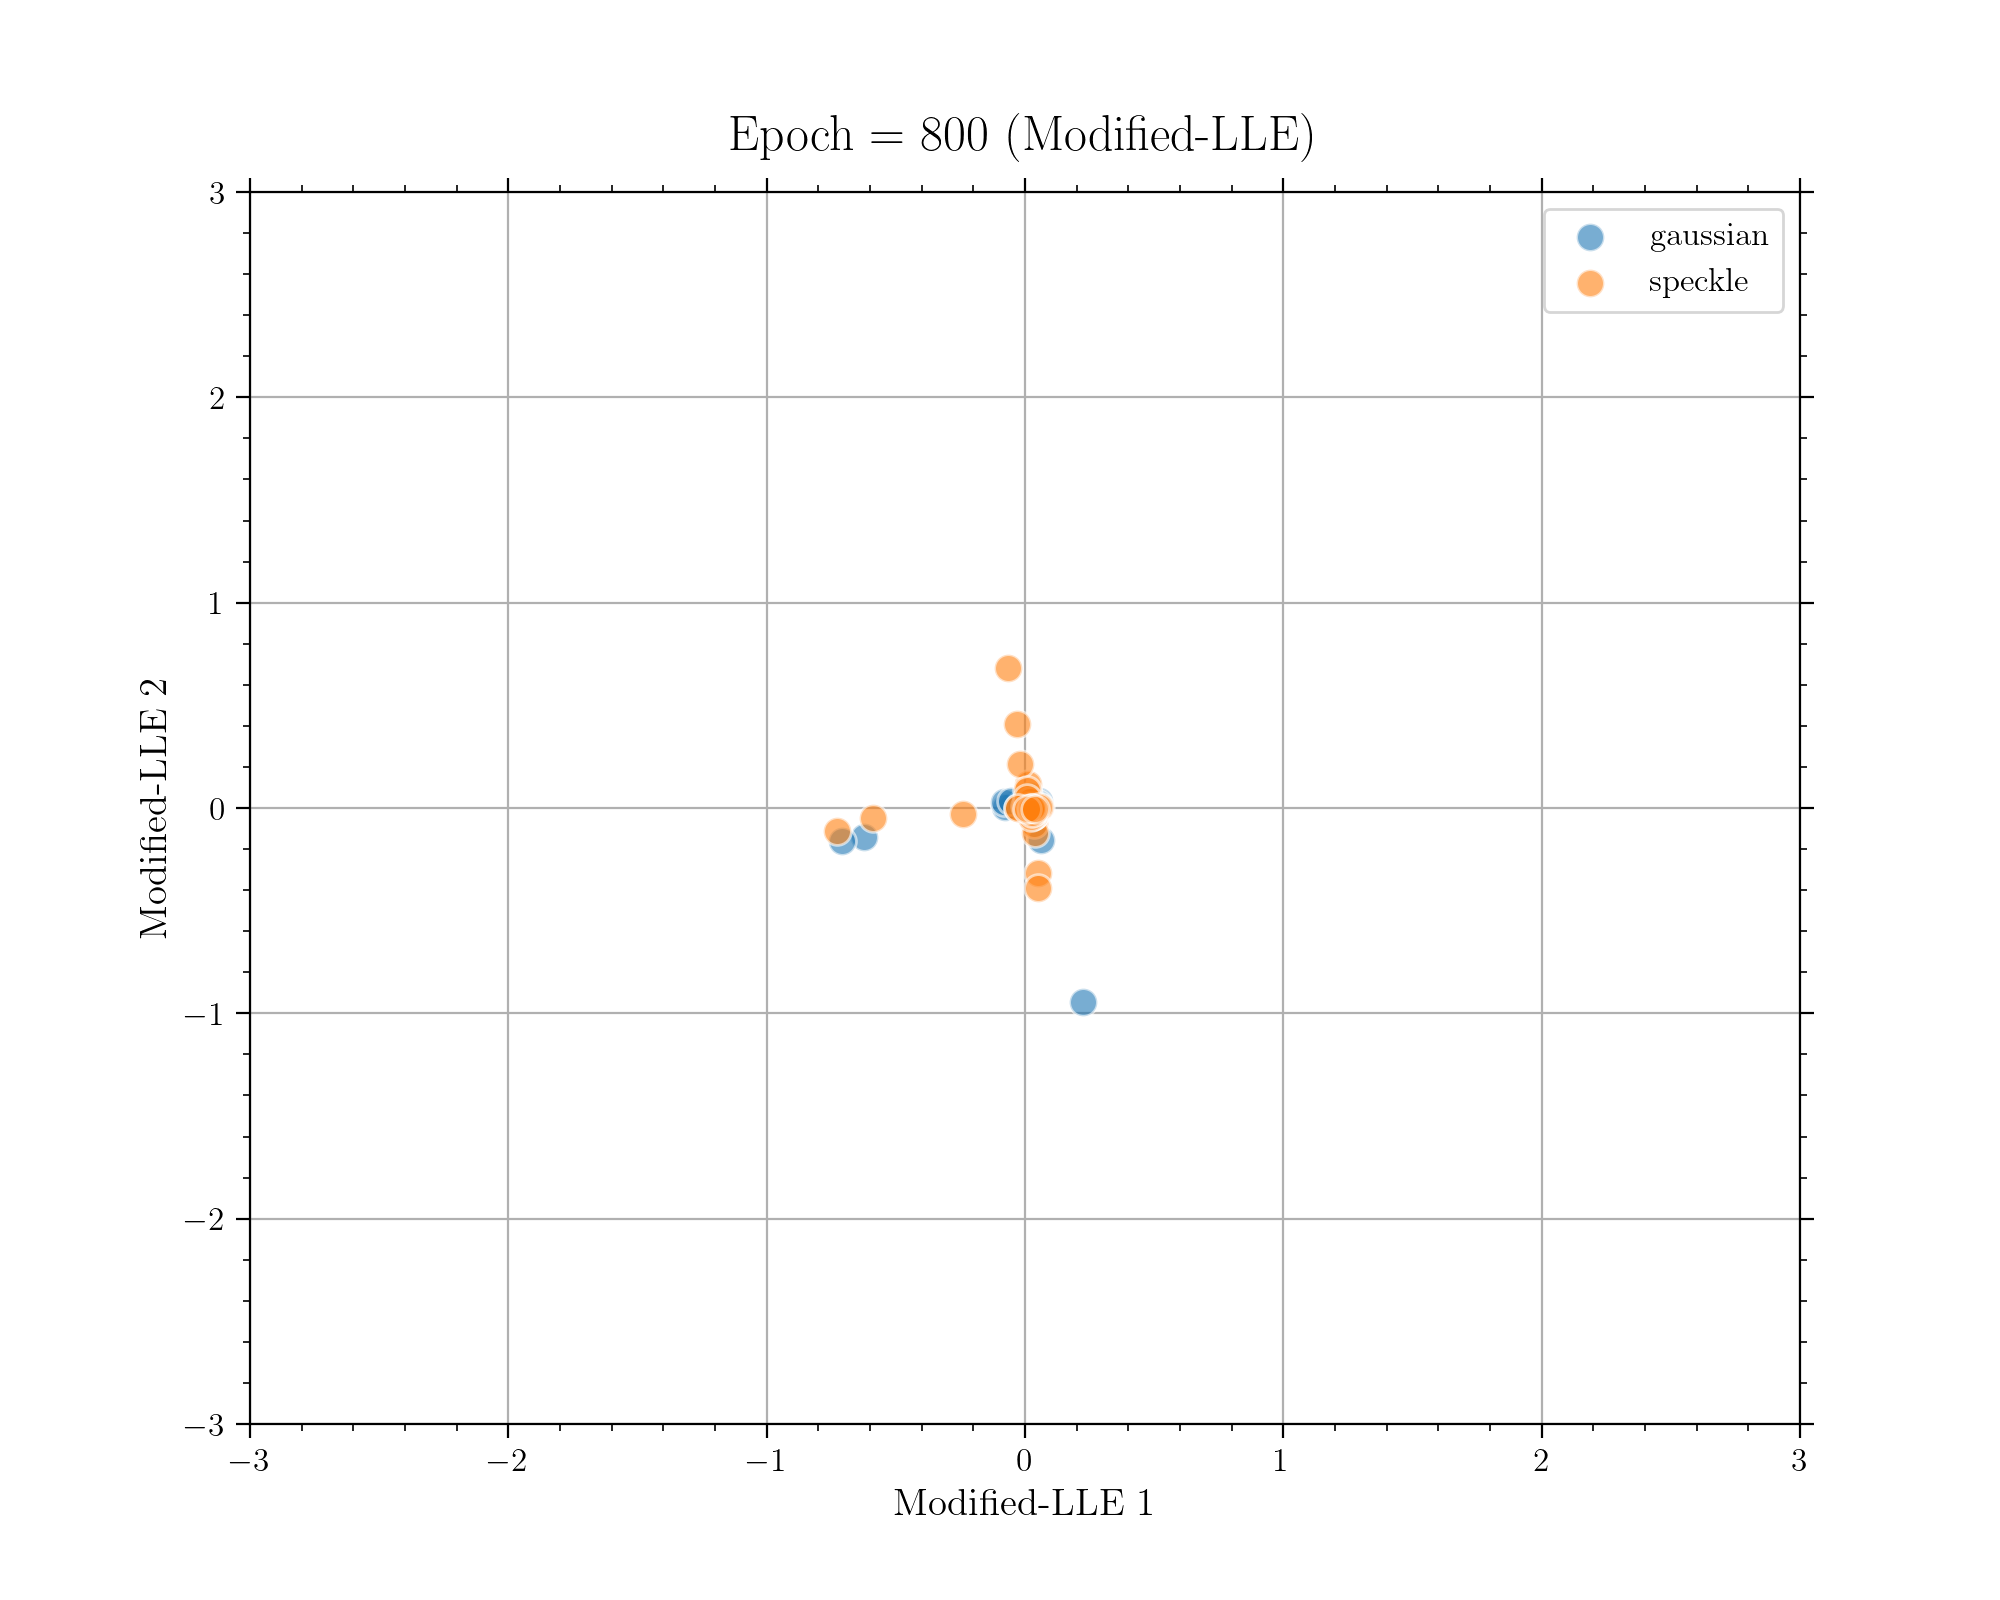 Epoch = 800 (Modified-LLE)
gaussian
speckle
3
2
1
0
−1
−2
−3
Modified-LLE 2
−3
−2
−1
0
1
2
3
Modified-LLE 1